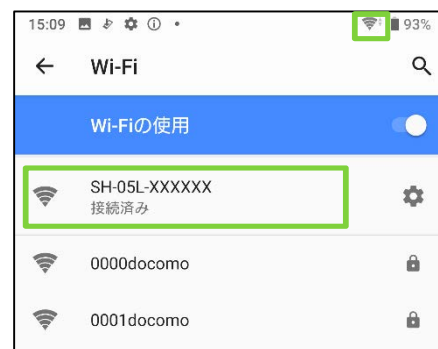 15:09 93%
Wi-Fi
Wi-Fiの使用
SH-05L-XXXXXX
接続済み
0000docomo
0001docomo